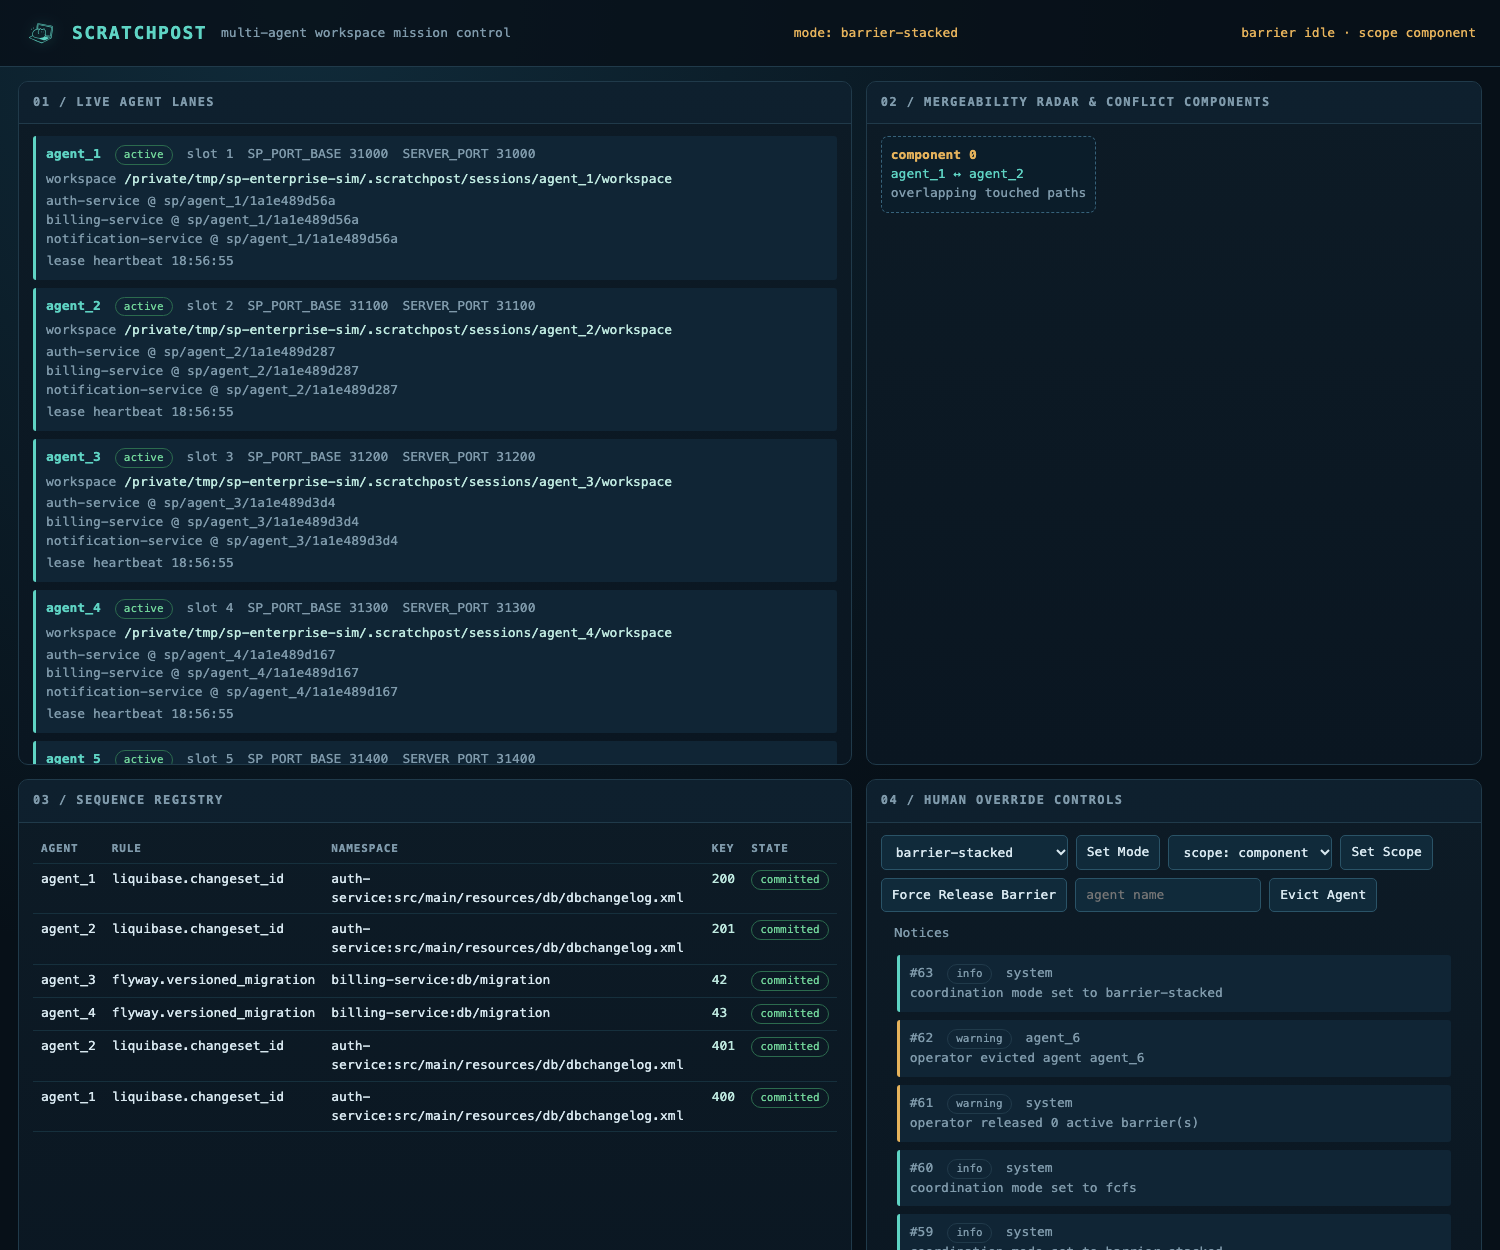 SCRATCHPOST multi-agent workspace mission control
mode: barrier-stacked
barrier idle · scope component
01 / LIVE AGENT LANES
agent_1 active slot 1 SP_PORT_BASE 31000 SERVER_PORT 31000
workspace /private/tmp/sp-enterprise-sim/.scratchpost/sessions/agent_1/workspace
auth-service @ sp/agent_1/1a1e489d56a
billing-service @ sp/agent_1/1a1e489d56a
notification-service @ sp/agent_1/1a1e489d56a
lease heartbeat 18:56:55
agent_2 active slot 2 SP_PORT_BASE 31100 SERVER_PORT 31100
workspace /private/tmp/sp-enterprise-sim/.scratchpost/sessions/agent_2/workspace
auth-service @ sp/agent_2/1a1e489d287
billing-service @ sp/agent_2/1a1e489d287
notification-service @ sp/agent_2/1a1e489d287
lease heartbeat 18:56:55
agent_3 active slot 3 SP_PORT_BASE 31200 SERVER_PORT 31200
workspace /private/tmp/sp-enterprise-sim/.scratchpost/sessions/agent_3/workspace
auth-service @ sp/agent_3/1a1e489d3d4
billing-service @ sp/agent_3/1a1e489d3d4
notification-service @ sp/agent_3/1a1e489d3d4
lease heartbeat 18:56:55
agent_4 active slot 4 SP_PORT_BASE 31300 SERVER_PORT 31300
workspace /private/tmp/sp-enterprise-sim/.scratchpost/sessions/agent_4/workspace
auth-service @ sp/agent_4/1a1e489d167
billing-service @ sp/agent_4/1a1e489d167
notification-service @ sp/agent_4/1a1e489d167
lease heartbeat 18:56:55
agent_5 active slot 5 SP_PORT_BASE 31400 SERVER_PORT 31400
02 / MERGEABILITY RADAR & CONFLICT COMPONENTS
component 0
agent_1 ↔ agent_2
overlapping touched paths
03 / SEQUENCE REGISTRY
AGENT RULE NAMESPACE KEY STATE
agent_1 liquibase.changeset_id auth- 200 committed
service:src/main/resources/db/dbchangelog.xml
agent_2 liquibase.changeset_id auth- 201 committed
service:src/main/resources/db/dbchangelog.xml
agent_3 flyway.versioned_migration billing-service:db/migration 42 committed
agent_4 flyway.versioned_migration billing-service:db/migration 43 committed
agent_2 liquibase.changeset_id auth- 401 committed
service:src/main/resources/db/dbchangelog.xml
agent_1 liquibase.changeset_id auth- 400 committed
service:src/main/resources/db/dbchangelog.xml
04 / HUMAN OVERRIDE CONTROLS
barrier-stacked Set Mode scope: component Set Scope
Force Release Barrier agent name Evict Agent
Notices
#63 info system
coordination mode set to barrier-stacked
#62 warning agent_6
operator evicted agent agent_6
#61 warning system
operator released 0 active barrier(s)
#60 info system
coordination mode set to fcfs
#59 info system
coordination mode set to barrier-stacked